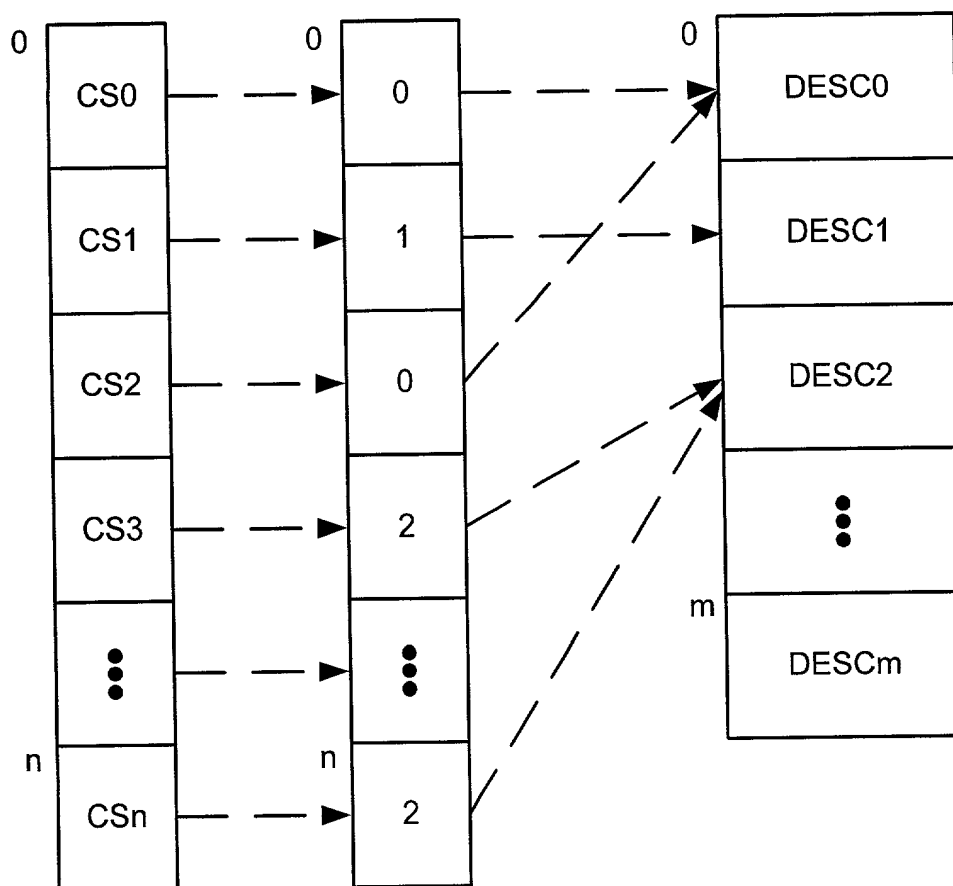 0 0 0
CS0 0 DESC0
CS1 1 DESC1
CS2 0 DESC2
CS3 2
m
DESCm
n n
CSn 2